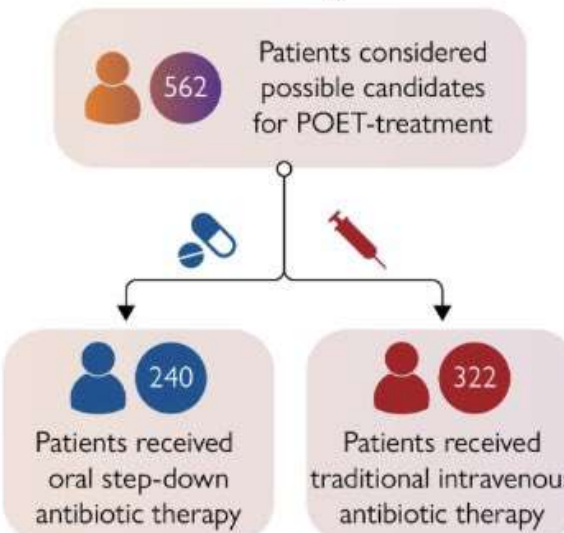 562
Patients considered
possible candidates
for POET-treatment
240
Patients received
oral step-down
antibiotic therapy
322
Patients received
traditional intravenou
antibiotic therapy